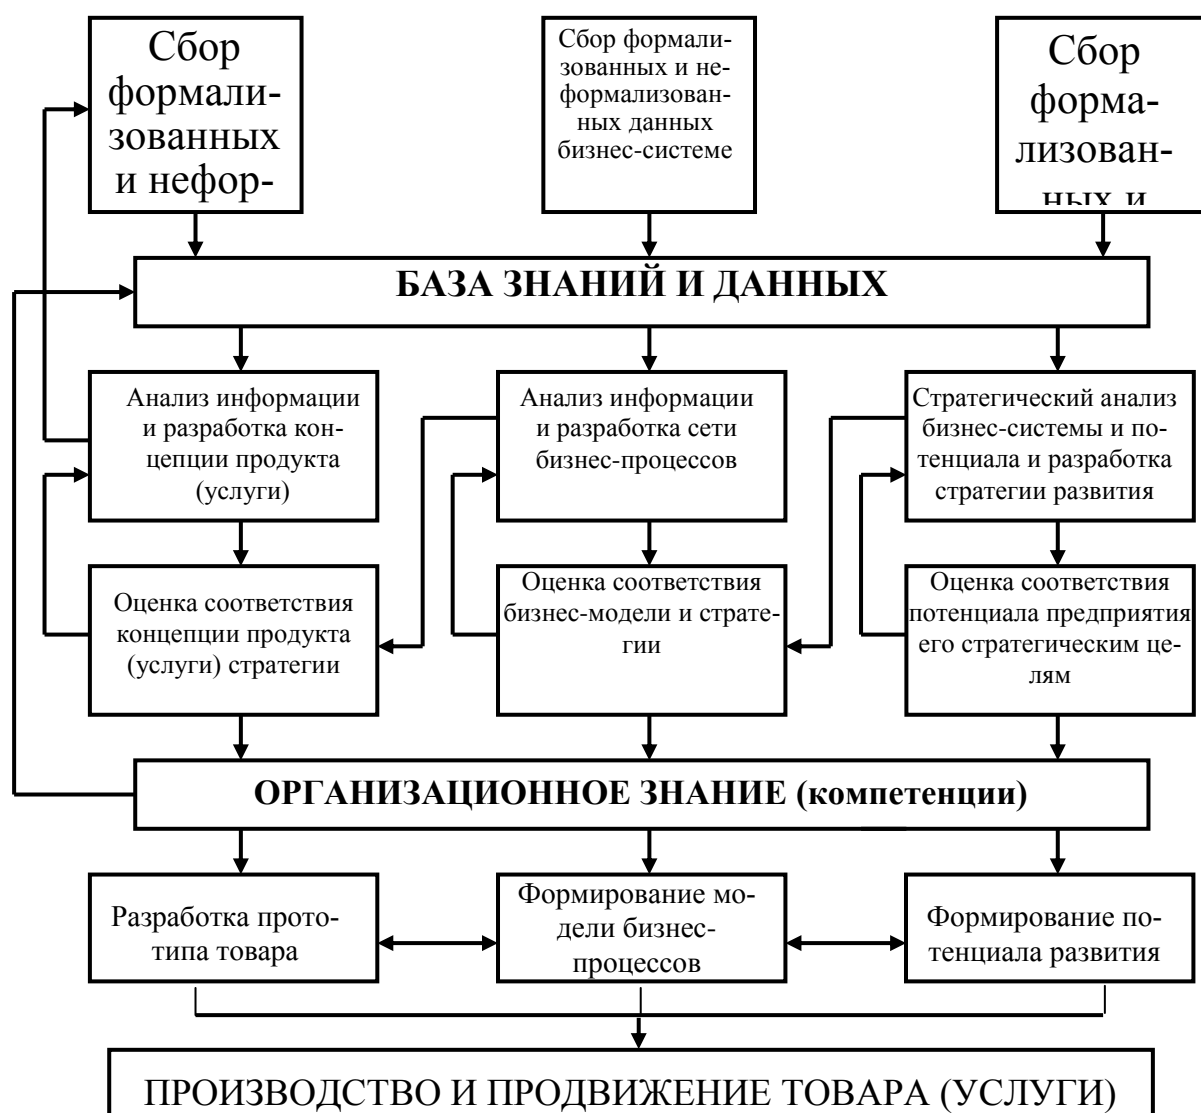 Сбор
формали-
зованных
и нефор-
Сбор формали-
зованных и не-
формализован-
ных данных
бизнес-системе
Сбор
форма-
лизован-
ных и
БАЗА ЗНАНИЙ И ДАННЫХ
Анализ информации
и разработка кон-
цепции продукта
(услуги)
Анализ информации
и разработка сети
бизнес-процессов
Стратегический анализ
бизнес-системы и по-
тенциала и разработка
стратегии развития
Оценка соответствия
концепции продукта
(услуги) стратегии
Оценка соответствия
бизнес-модели и страте-
гии
Оценка соответствия
потенциала предприятия
его стратегическим це-
лям
ОРГАНИЗАЦИОННОЕ ЗНАНИЕ (компетенции)
Разработка прото-
типа товара
Формирование мо-
дели бизнес-
процессов
Формирование по-
тенциала развития
ПРОИЗВОДСТВО И ПРОДВИЖЕНИЕ ТОВАРА (УСЛУГИ)